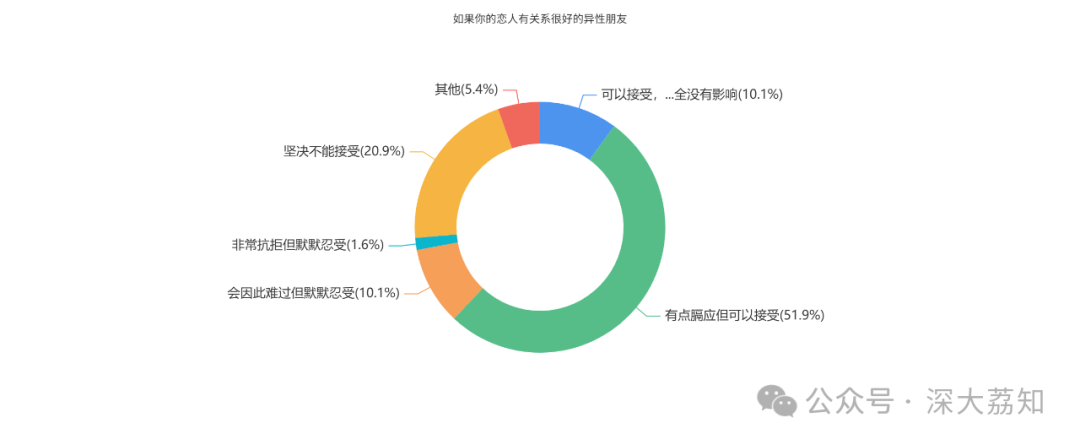 如果你的恋人有关系很好的异性朋友
其他(5.4%)
可以接受，...全没有影响(10.1%)
坚决不能接受(20.9%)
非常抗拒但默默忍受(1.6%)
会因此难过但默默忍受(10.1%)
有点膈应但可以接受(51.9%)
公众号 · 深大荔知